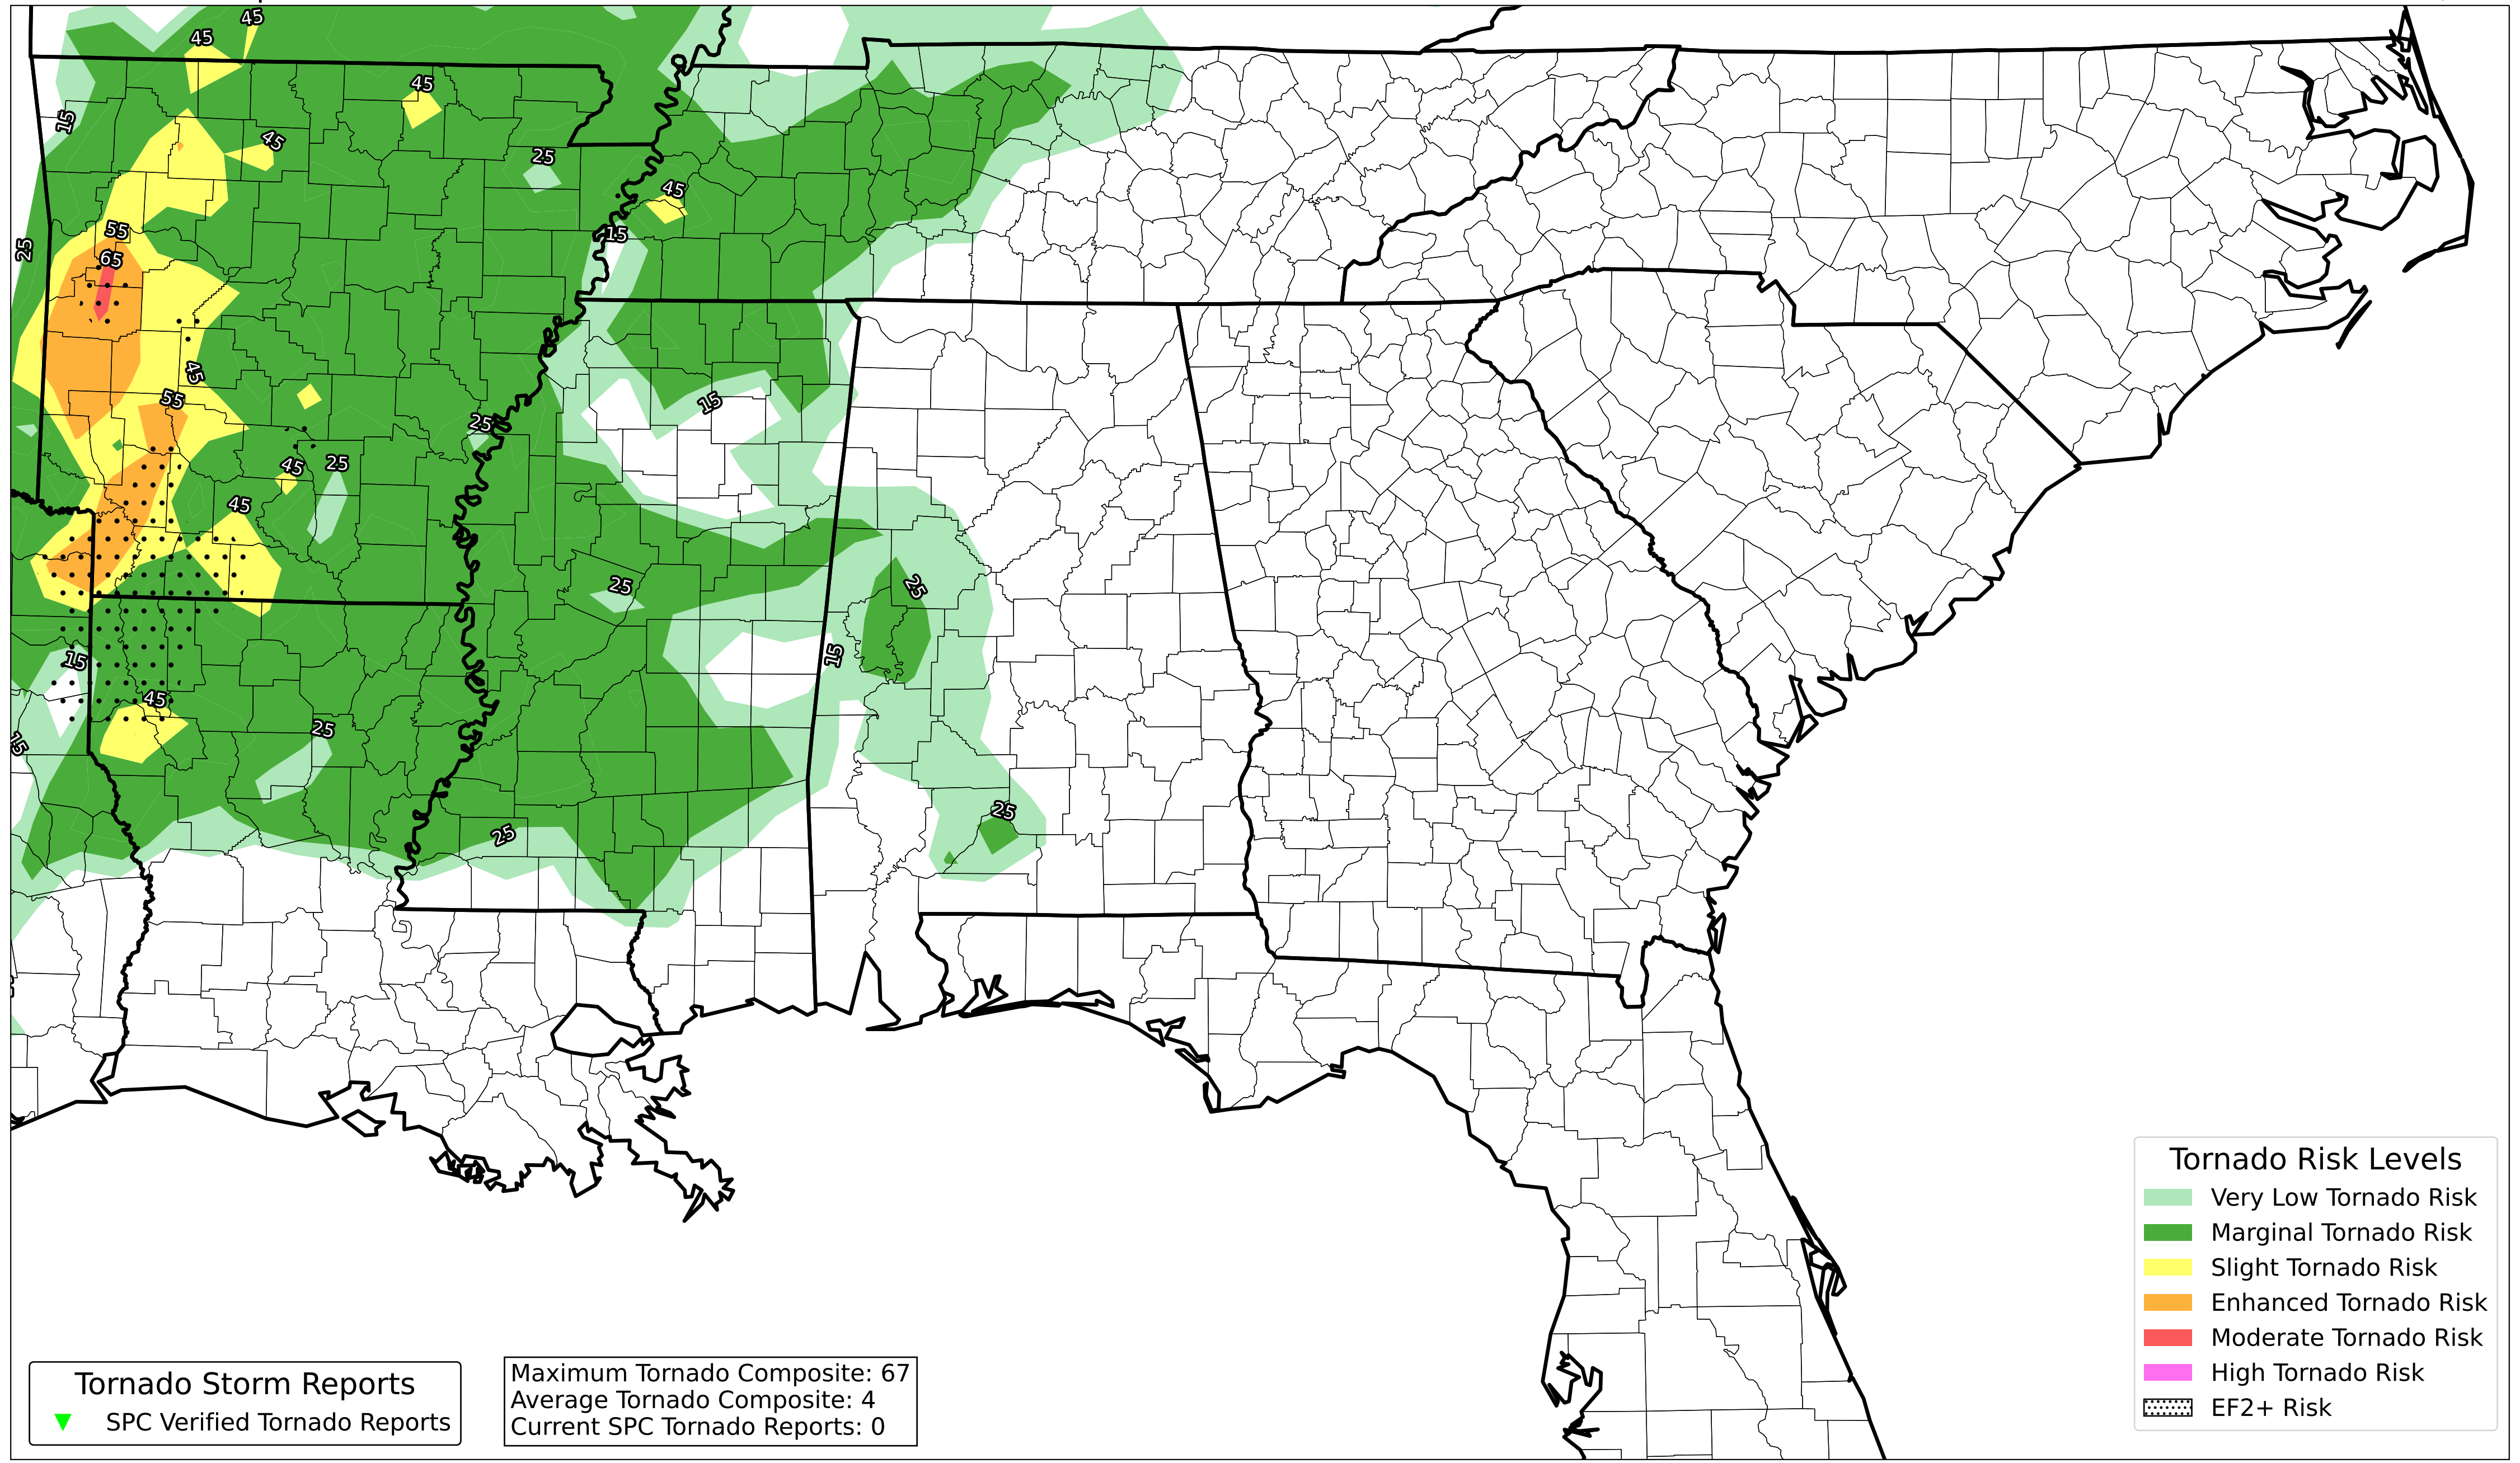 45
45
45
15
45
25
45
55
15
25
65
45
55
15
25
45
25
45
25
25
15
15
45
25
15
25
25
Tornado Risk Levels
Very Low Tornado Risk
Marginal Tornado Risk
Slight Tornado Risk
Enhanced Tornado Risk
Moderate Tornado Risk
High Tornado Risk
EF2+ Risk
Tornado Storm Reports
SPC Verified Tornado Reports
Maximum Tornado Composite: 67
Average Tornado Composite: 4
Current SPC Tornado Reports: 0